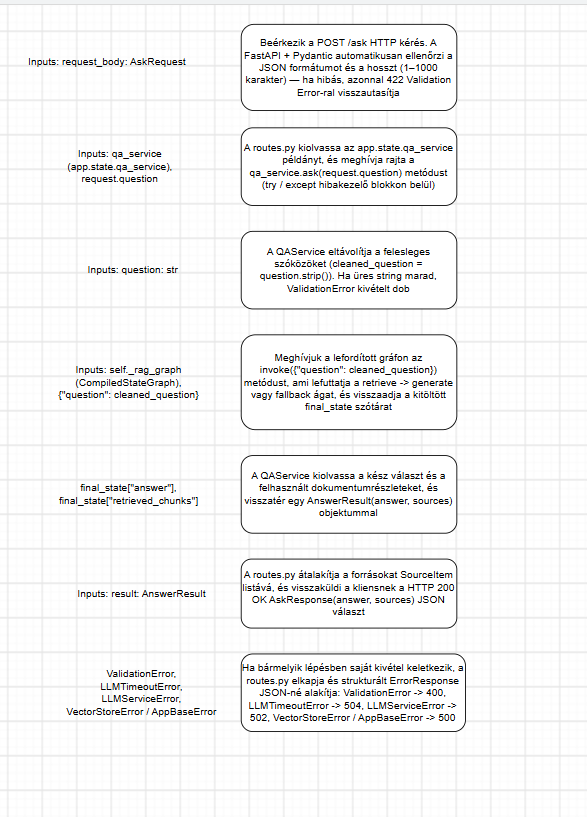 Inputs: request_body: AskRequest
Beérkezik a POST /ask HTTP kérés. A
FastAPI + Pydantic automatikusan ellenőrzi a
JSON formátumot és a hosszt (1–1000
karakter) — ha hibás, azonnal 422 Validation
Error-ral visszautasítja
Inputs: qa_service
(app.state.qa_service),
request.question
A routes.py kiolvassa az app.state.qa_service
példányt, és meghívja rajta a
qa_service.ask(request.question) metódust
(try / except hibakezelő blokkon belül)
Inputs: question: str
A QAService eltávolítja a felesleges
szóközöket (cleaned_question =
question.strip()). Ha üres string marad,
ValidationError kivételt dob
Inputs: self._rag_graph
(CompiledStateGraph),
{"question": cleaned_question}
Meghívjuk a lefordított gráfon az
invoke({"question": cleaned_question})
metódust, ami lefuttatja a retrieve -> generate
vagy fallback ágat, és visszaadja a kitöltött
final_state szótárat
final_state["answer"],
final_state["retrieved_chunks"]
A QAService kiolvassa a kész választ és a
felhasznált dokumentumrészleteket, és
visszatér egy AnswerResult(answer, sources)
objektummal
Inputs: result: AnswerResult
A routes.py átalakítja a forrásokat SourceItem
listává, és visszaküldi a kliensnek a HTTP 200
OK AskResponse(answer, sources) JSON
választ
ValidationError,
LLMTimeoutError,
LLMServiceError,
VectorStoreError / AppBaseError
Ha bármelyik lépésben saját kivétel keletkezik, a
routes.py elkapja és strukturált ErrorResponse
JSON-né alakítja: ValidationError -> 400,
LLMTimeoutError -> 504, LLMServiceError ->
502, VectorStoreError / AppBaseError -> 500